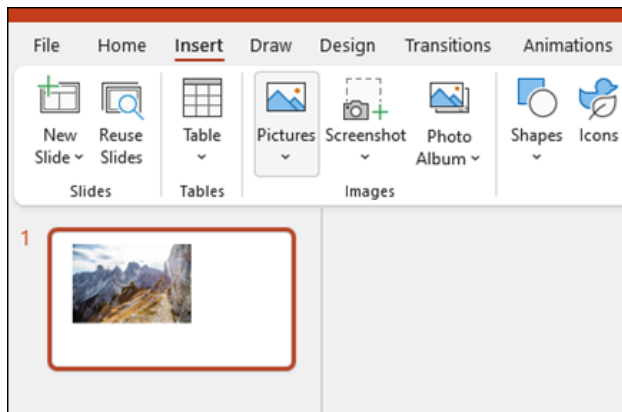 File Home Insert Draw Design Transitions Animations
New Slide Reuse Slides Table Pictures Screenshot Photo Album Shapes Icons
Slides Tables Images
1